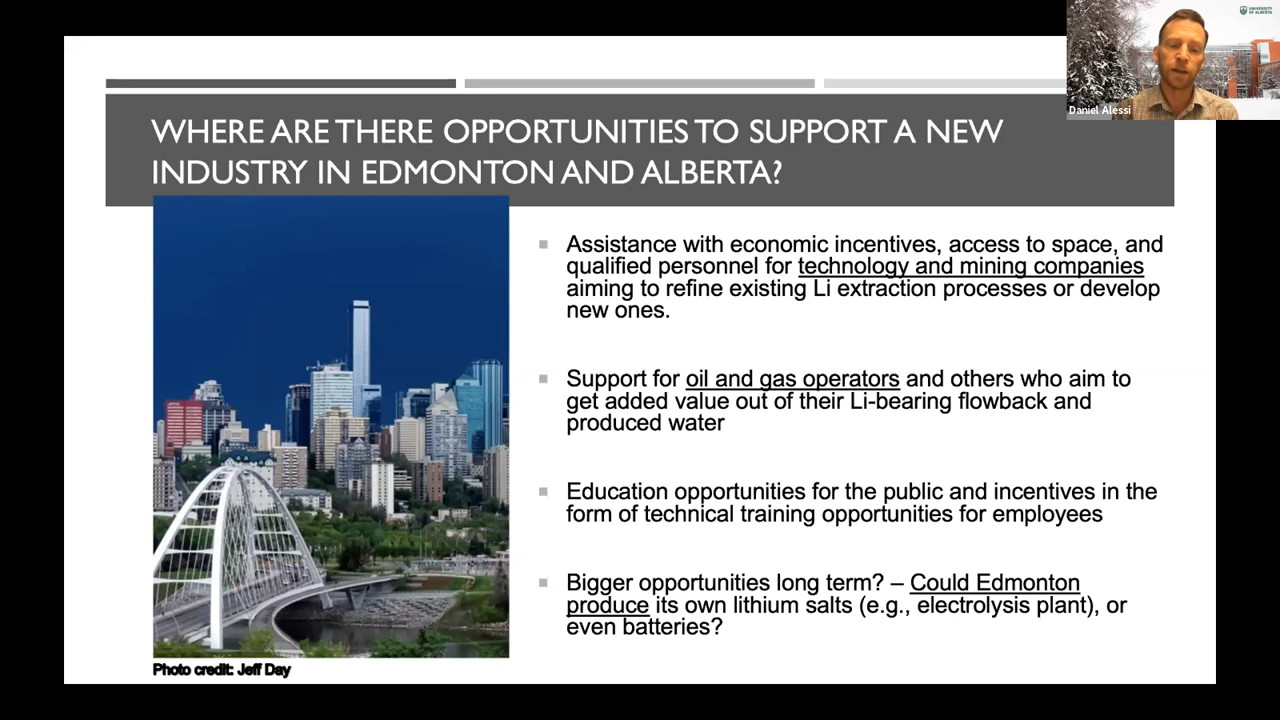 UNIVERSITY
OF ALBERTA
Daniel Alessi
WHERE ARE THERE OPPORTUNITIES TO SUPPORT A NEW
INDUSTRY IN EDMONTON AND ALBERTA?
Assistance with economic incentives, access to space, and
qualified personnel for technology and mining companies
aiming to refine existing Li extraction processes or develop
new ones.
Support for oil and gas operators and others who aim to
get added value out of their Li-bearing flowback and
produced water
Education opportunities for the public and incentives in the
form of technical training opportunities for employees
Bigger opportunities long term? – Could Edmonton
produce its own lithium salts (e.g., electrolysis plant), or
even batteries?
Photo credit: Jeff Day